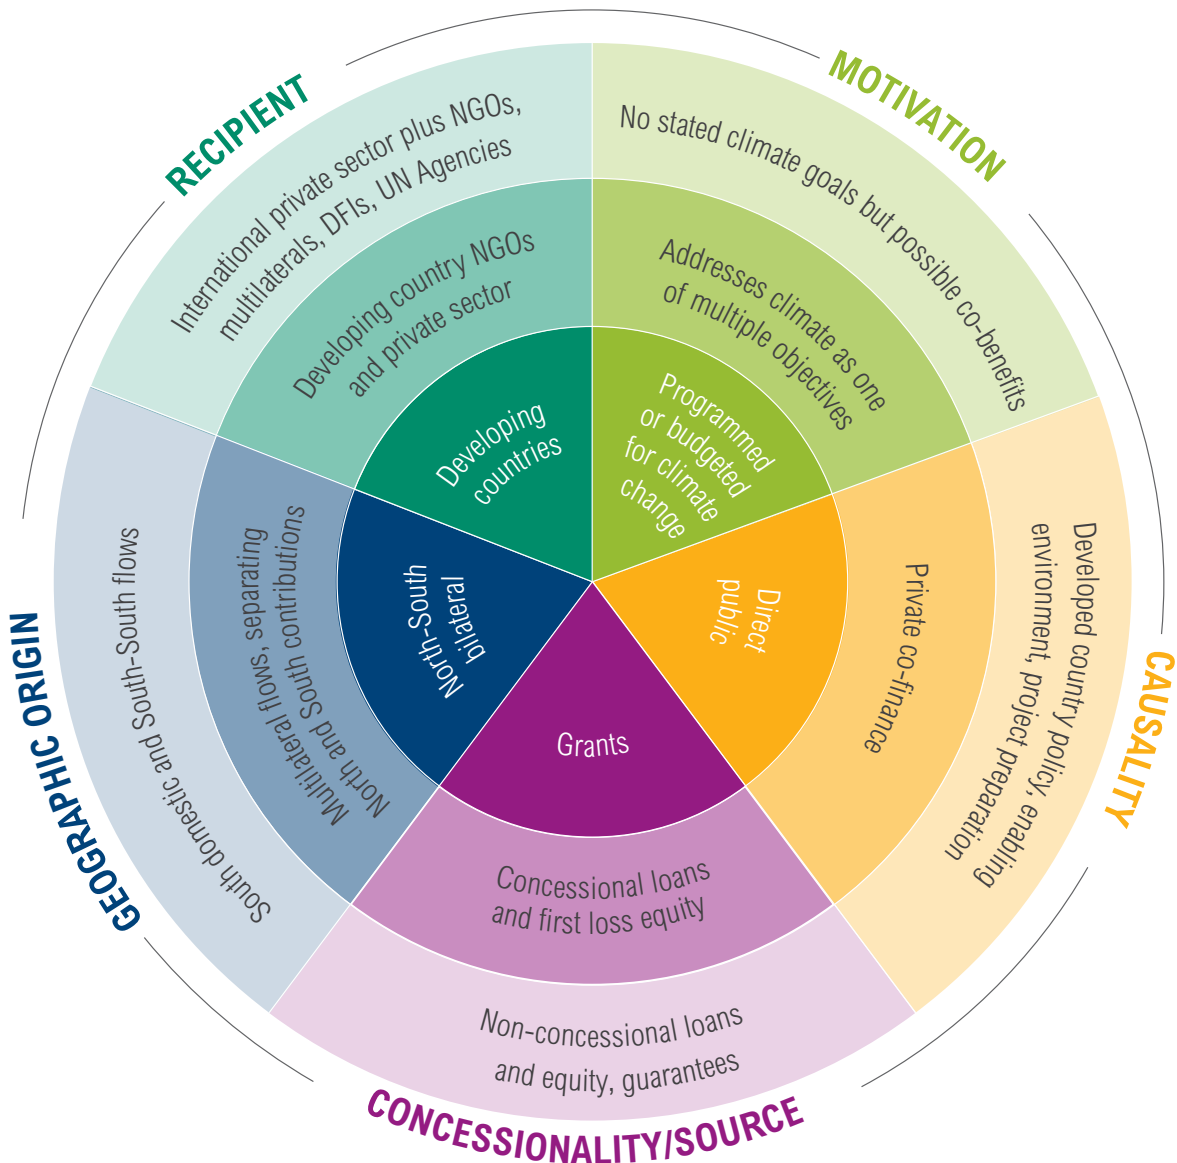 RECIPIENT
International private sector plus NGOs,
multilaterals, DFIs, UN Agencies
Developing country NGOs
and private sector
Developing
countries
MOTIVATION
No stated climate goals but possible co-benefits
Addresses climate as one
of multiple objectives
Programmed
or budgeted
for climate
change
CAUSALITY
Developed country policy, enabling
environment, project preparation
Private co-finance
Direct
public
CONCESSIONALITY/SOURCE
Grants
Concessional loans
and first loss equity
Non-concessional loans
and equity, guarantees
GEOGRAPHIC ORIGIN
South domestic and South-South flows
Multilateral flows, separating
North and South contributions
North-South
bilateral